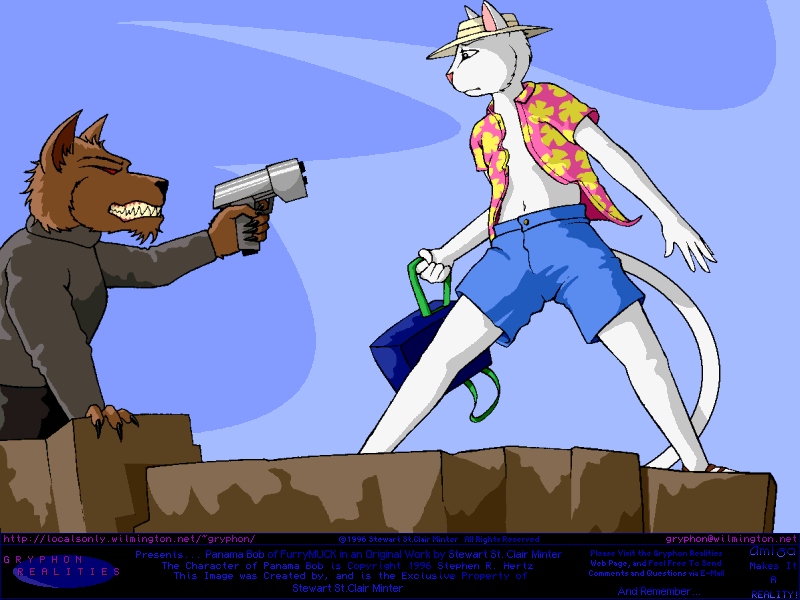 http://localsonly.wilmington.net/~gryphon/
©1996 Stewart St.Clair Minter. All Rights Reserved
gryphon@wilmington.net
GRYPHON
REALITIES
Presents... Panama Bob of FurryMUCK in an Original Work by Stewart St. Clair Minter
The Character of Panama Bob is Copyright 1996 Stephen R. Hertz
This Image was Created by, and is the Exclusive Property of
Stewart St.Clair Minter
Please Visit the Gryphon Realities
Web Page, and Feel Free To Send
Comments and Questions via E-Mail
And Remember...
Amiga
Makes It
A
REALITY!